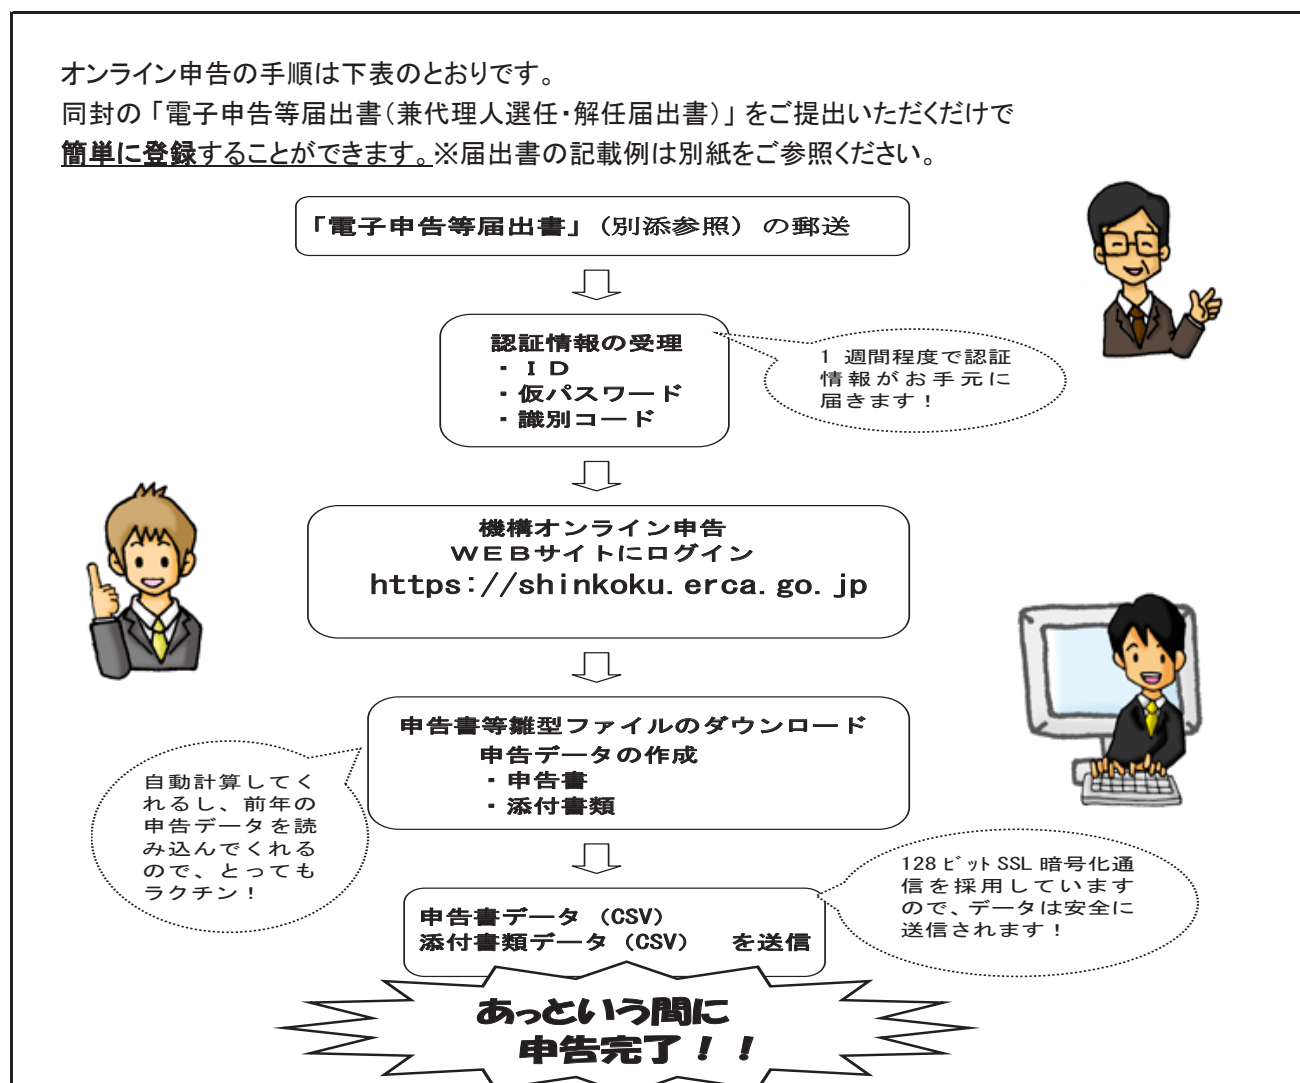 オンライン申告の手順は下表のとおりです。
同封の「電子申告等届出書（兼代理人選任・解任届出書）」をご提出いただくだけで
簡単に登録することができます。※届出書の記載例は別紙をご参照ください。
「電子申告等届出書」（別添参照）の郵送
認証情報の受理
・ＩＤ
・仮パスワード
・識別コード
1 週間程度で認証
情報がお手元に
届きます！
機構オンライン申告
ＷＥＢサイトにログイン
https://shinkoku.erca.go.jp
申告書等雛型ファイルのダウンロード
申告データの作成
・申告書
・添付書類
自動計算してく
れるし、前年の
申告データを読
み込んでくれる
ので、とっても
ラクチン！
128 ﾋﾞｯﾄ SSL 暗号化通
信を採用しています
ので、データは安全に
送信されます！
申告書データ（CSV）
添付書類データ（CSV）　を送信
あっという間に
申告完了！！